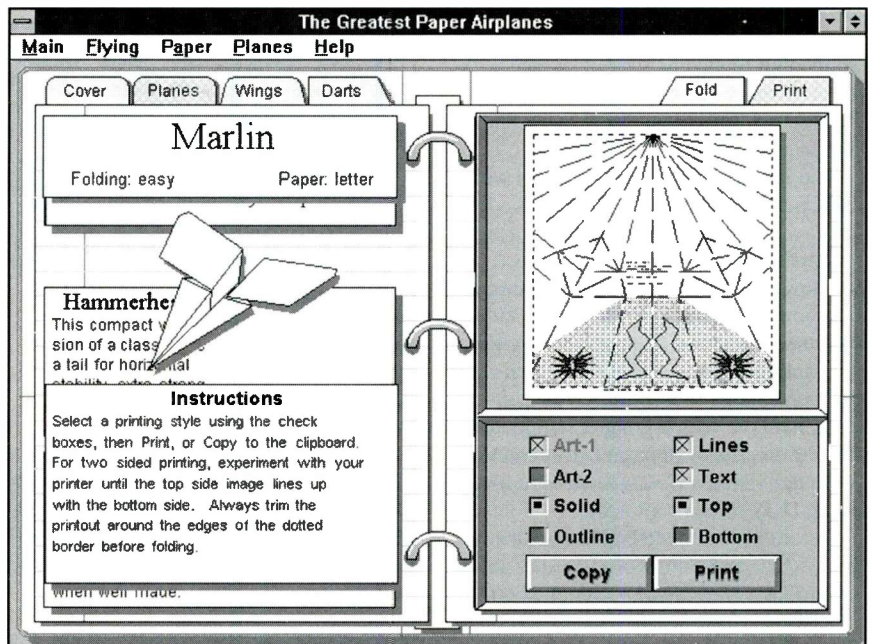 The Greatest Paper Airplanes
Main Flying Paper Planes Help
Cover Planes Wings Darts
Fold Print
Marlin
Folding: easy Paper: letter
This compact
sion of a class
a tail for
Instructions
Select a printing style using the check
boxes, then Print, or Copy to the clipboard.
For two sided printing, experiment with your
printer until the top side image lines up
with the bottom side. Always trim the
printout around the edges of the dotted
border before folding.
when well made.
Art-1 Lines
Art-2 Text
Solid Top
Outline Bottom
Copy Print